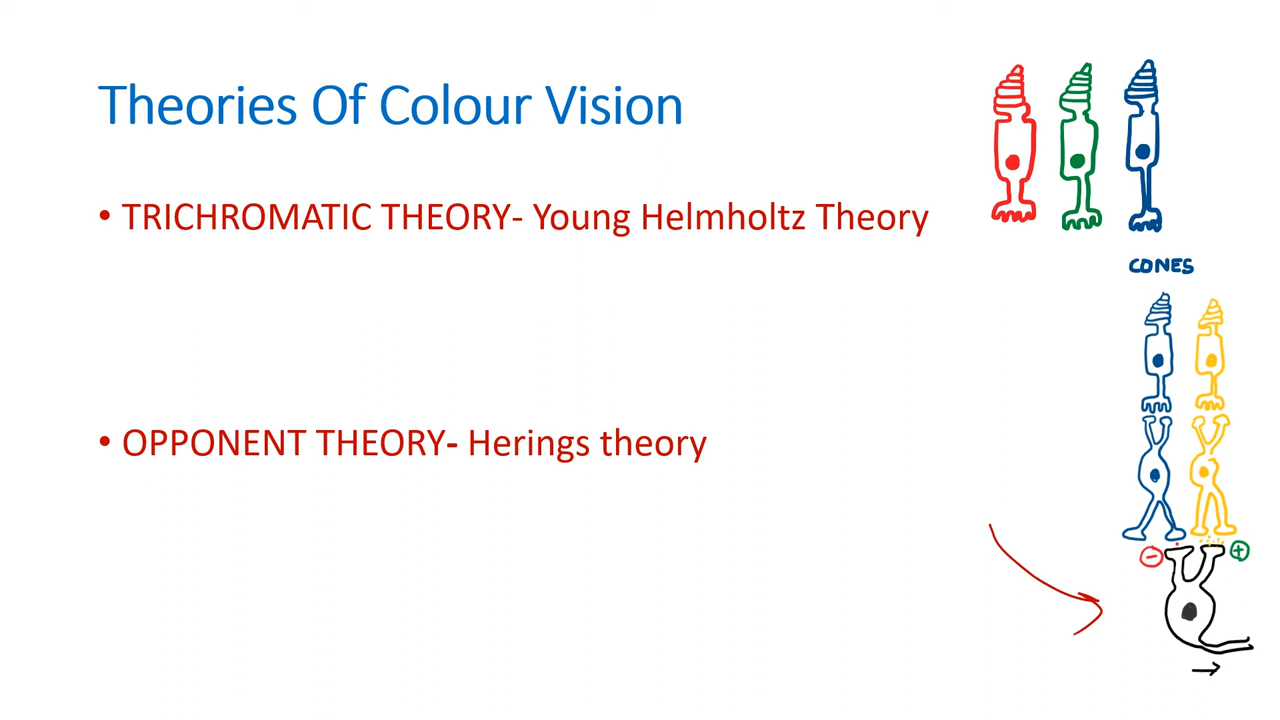 Theories Of Colour Vision
• TRICHROMATIC THEORY- Young Helmholtz Theory
CONES
• OPPONENT THEORY- Herings theory
- +